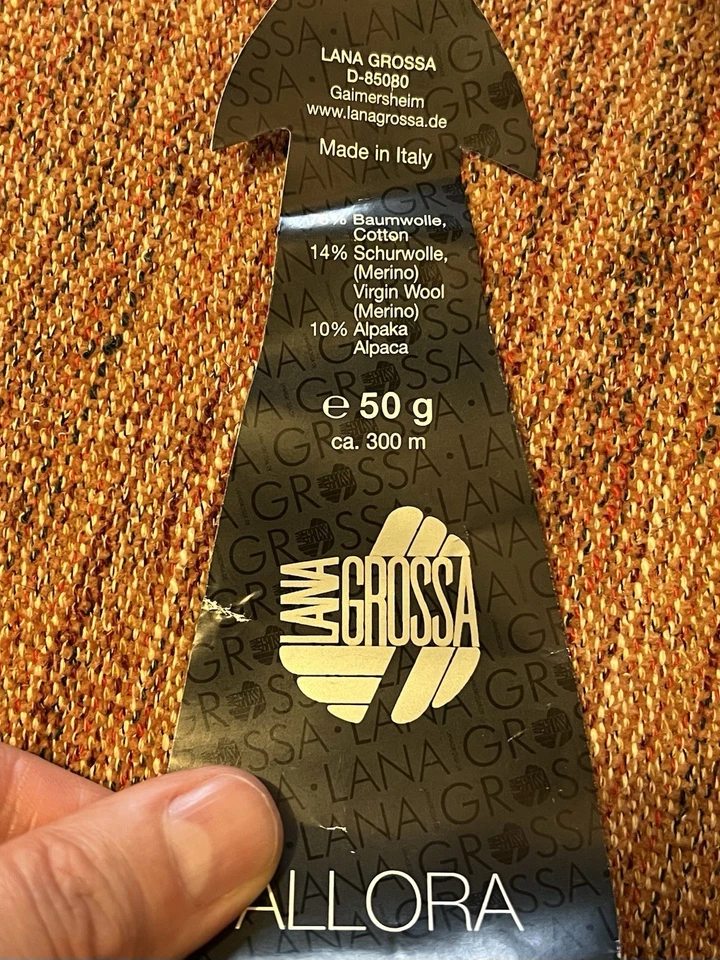 LANA GROSSA
D-85080
Gaimersheim
www.lanagrossa.de
Made in Italy
76% Baumwolle,
Cotton
14% Schurwolle,
(Merino)
Virgin Wool
(Merino)
10% Alpaka
Alpaca
℮ 50 g
ca. 300 m
LANA GROSSA
ALLORA